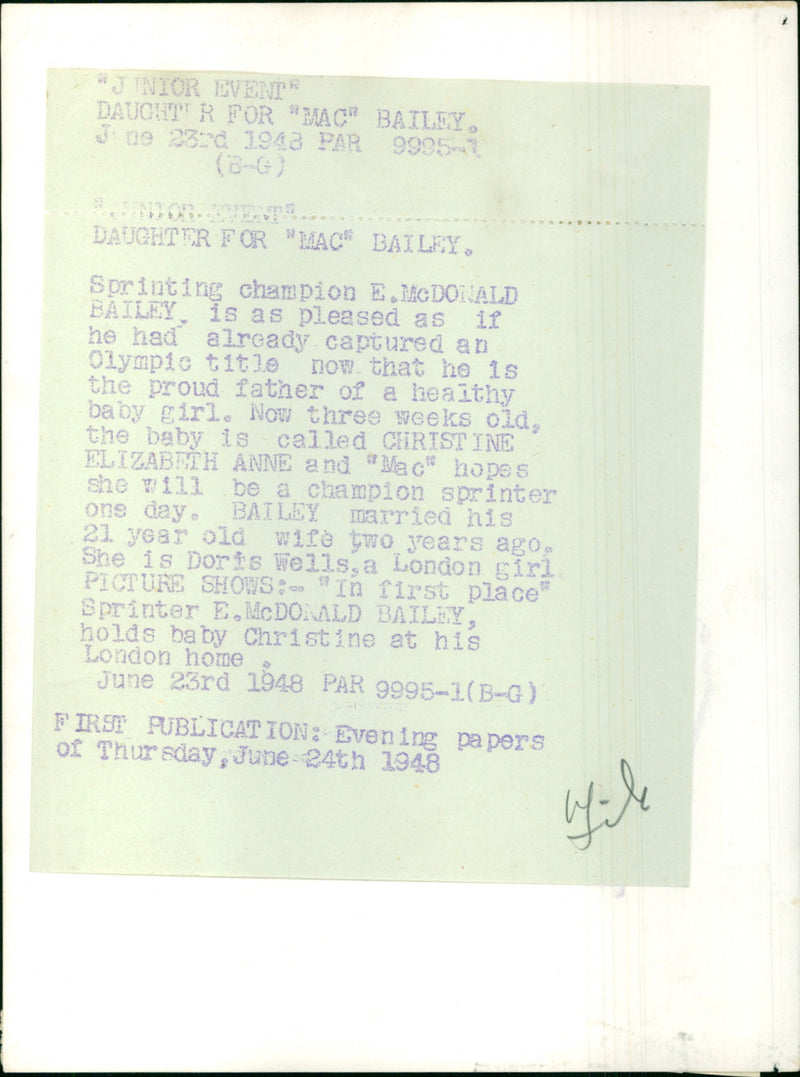 "JUNIOR EVENT"
DAUGHTER FOR "MAC" BAILEY.
June 23rd 1948 PAR 9995-1
(B-G)
"JUNIOR EVENT"
DAUGHTER FOR "MAC" BAILEY.
Sprinting champion E.McDONALD
BAILEY, is as pleased as if
he had already captured an
Olympic title now that he is
the proud father of a healthy
baby girl. Now three weeks old,
the baby is called CHRISTINE
ELIZABETH ANNE and "Mac" hopes
she will be a champion sprinter
one day. BAILEY married his
21 year old wife two years ago.
She is Doris Wells, a London girl
PICTURE SHOWS:- "In first place"
Sprinter E.McDONALD BAILEY,
holds baby Christine at his
London home .
June 23rd 1948 PAR 9995-1(B-G)
FIRST PUBLICATION: Evening papers
of Thursday, June 24th 1948